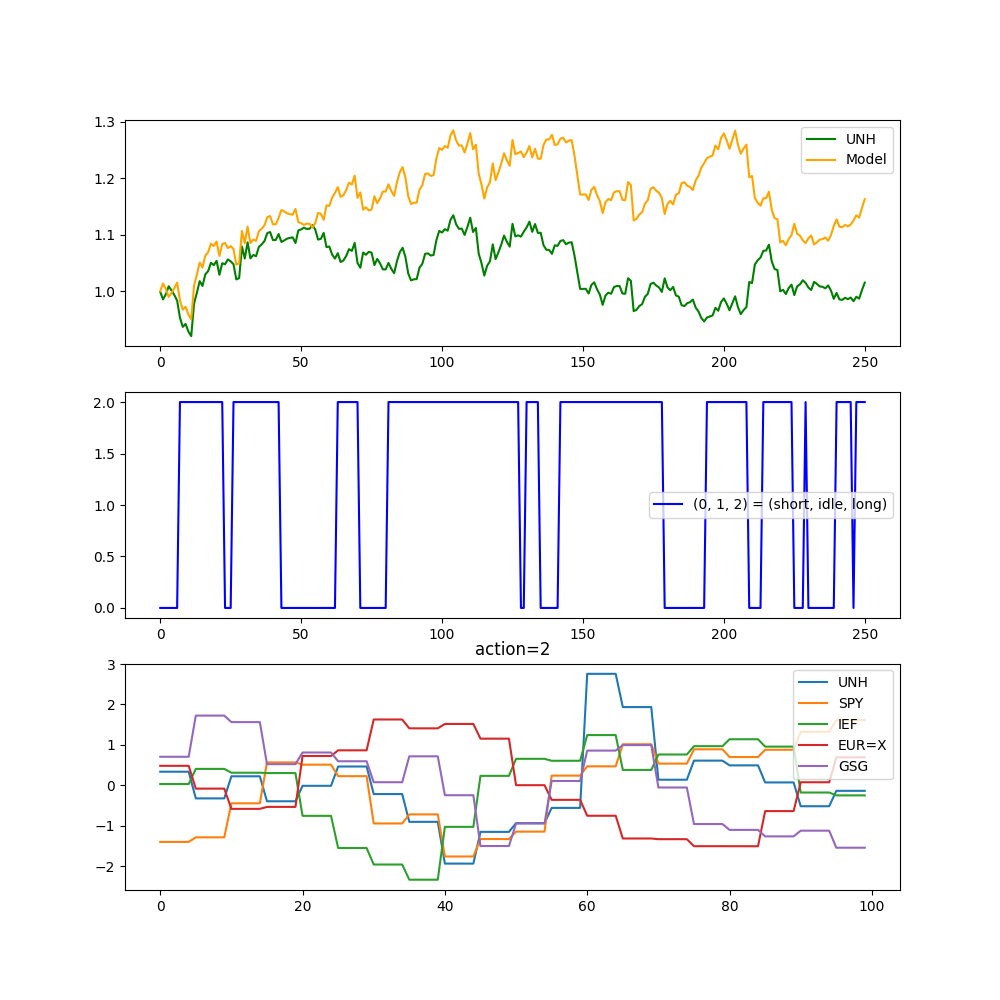 1.3
1.2
1.1
1.0
UNH
Model
0 50 100 150 200 250
2.0
1.5
1.0
0.5
0.0
(0, 1, 2) = (short, idle, long)
0 50 100 150 200 250
action=2
3
2
1
0
−1
−2
UNH
SPY
IEF
EUR=X
GSG
0 20 40 60 80 100